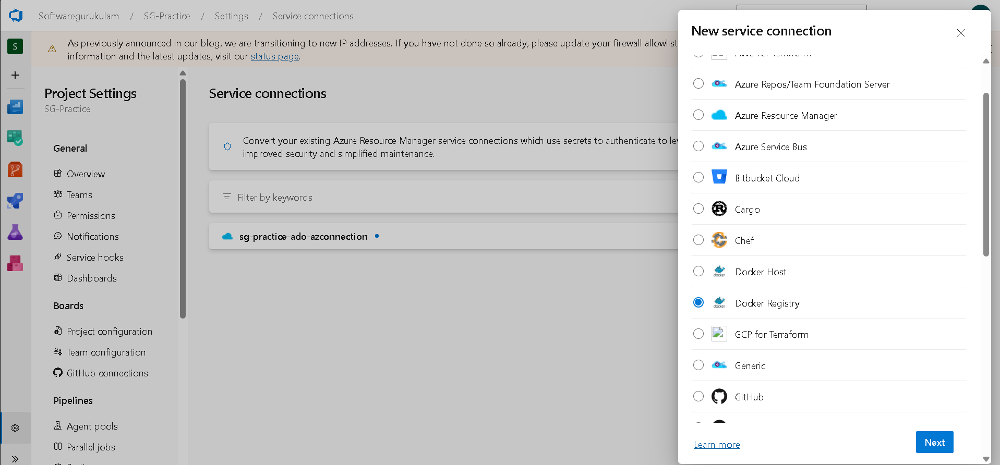 Softwaregurukulam / SG-Practice / Settings / Service connections
S
As previously announced in our blog, we are transitioning to new IP addresses. If you have not done so already, please update your firewall allowlist
information and the latest updates, visit our status page.
Project Settings
SG-Practice
General
Overview
Teams
Permissions
Notifications
Service hooks
Dashboards
Boards
Project configuration
Team configuration
GitHub connections
Pipelines
Agent pools
Parallel jobs
Service connections
Convert your existing Azure Resource Manager service connections which use secrets to authenticate to
improved security and simplified maintenance.
Filter by keywords
sg-practice-ado-azconnection
New service connection
AWS for Terraform
Azure Repos/Team Foundation Server
Azure Resource Manager
Azure Service Bus
Bitbucket Cloud
Cargo
Chef
docker
Docker Host
docker
Docker Registry
GCP for Terraform
Generic
GitHub
Learn more
Next